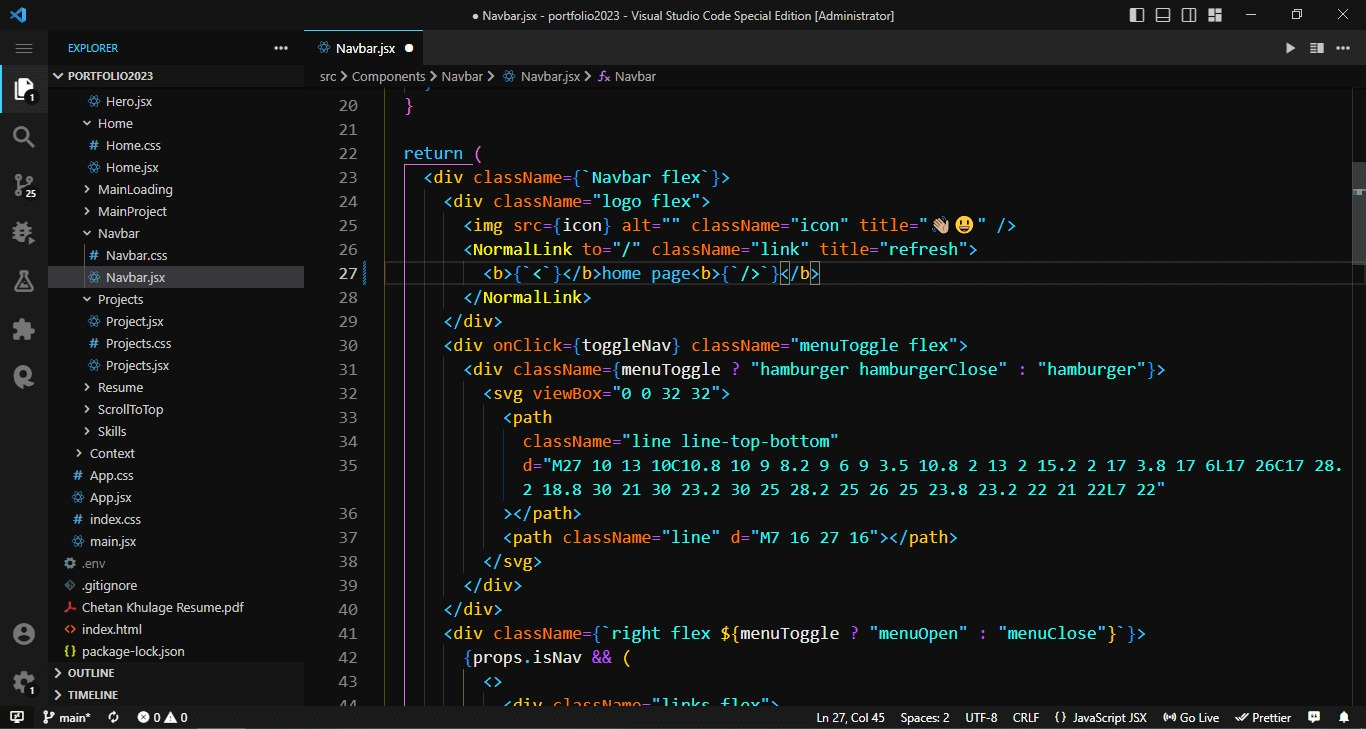 ● Navbar.jsx - portfolio2023 - Visual Studio Code Special Edition [Administrator]
EXPLORER
Navbar.jsx
PORTFOLIO2023
src > Components > Navbar > Navbar.jsx > Navbar
Hero.jsx
Home
# Home.css
Home.jsx
MainLoading
MainProject
Navbar
# Navbar.css
Navbar.jsx
Projects
Project.jsx
# Projects.css
Projects.jsx
Resume
ScrollToTop
Skills
Context
# App.css
App.jsx
# index.css
main.jsx
.env
.gitignore
Chetan Khulage Resume.pdf
<> index.html
{} package-lock.json
OUTLINE
TIMELINE
1
25
1
20 }
21
22 return (
23 <div className={`Navbar flex`}>
24 <div className="logo flex">
25 <img src={icon} alt="" className="icon" title="👋🏽😃" />
26 <NormalLink to="/" className="link" title="refresh">
27 <b>{`<`}</b>home page<b>{`/>`}</b>
28 </NormalLink>
29 </div>
30 <div onClick={toggleNav} className="menuToggle flex">
31 <div className={menuToggle ? "hamburger hamburgerClose" : "hamburger"}>
32 <svg viewBox="0 0 32 32">
33 <path
34 className="line line-top-bottom"
35 d="M27 10 13 10C10.8 10 9 8.2 9 6 9 3.5 10.8 2 13 2 15.2 2 17 3.8 17 6L17 26C17 28.
2 18.8 30 21 30 23.2 30 25 28.2 25 26 25 23.8 23.2 22 21 22L7 22"
36 ></path>
37 <path className="line" d="M7 16 27 16"></path>
38 </svg>
39 </div>
40 </div>
41 <div className={`right flex ${menuToggle ? "menuOpen" : "menuClose"}`}>
42 {props.isNav && (
43 <>
44 <div className="links flex">
main* 0 0 Ln 27, Col 45 Spaces: 2 UTF-8 CRLF {} JavaScript JSX Go Live Prettier